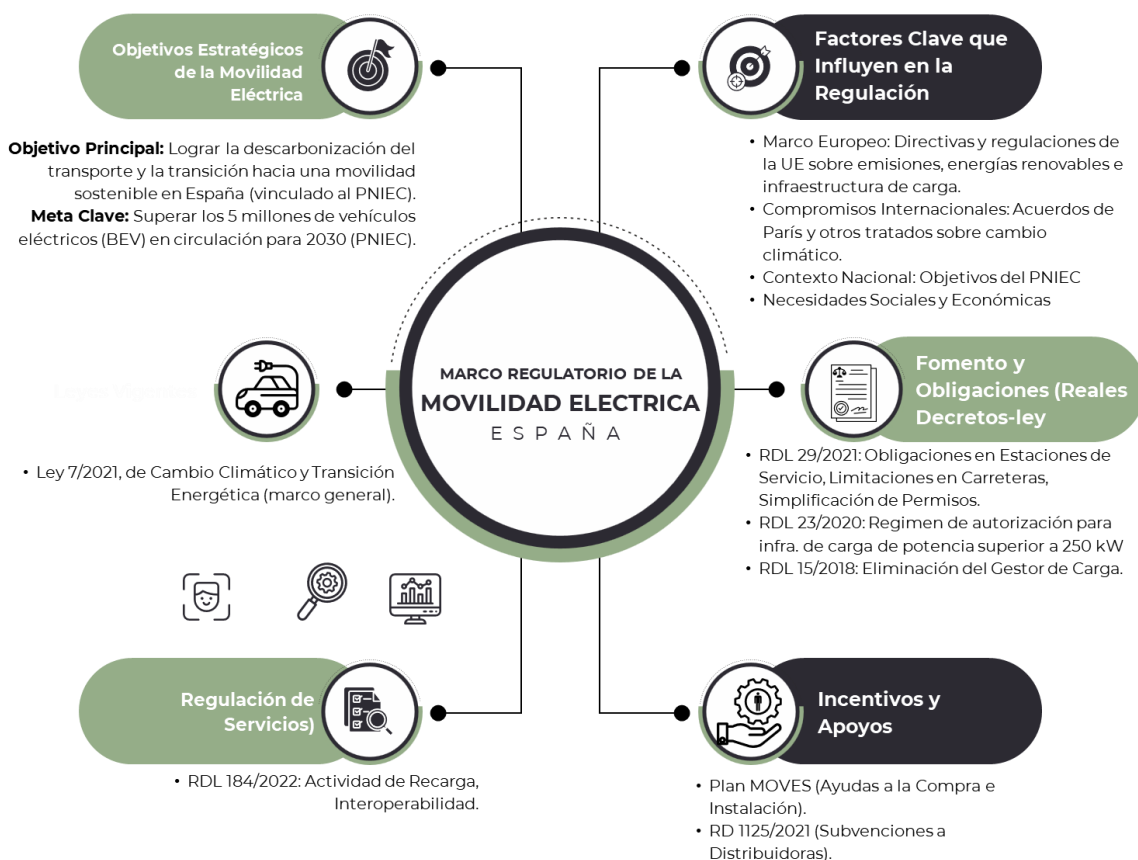 Objetivos Estratégicos
de la Movilidad
Eléctrica
Objetivo Principal: Lograr la descarbonización del
transporte y la transición hacia una movilidad
sostenible en España (vinculado al PNIEC).
Meta Clave: Superar los 5 millones de vehículos
eléctricos (BEV) en circulación para 2030 (PNIEC).
Factores Clave que
Influyen en la
Regulación
• Marco Europeo: Directivas y regulaciones de
la UE sobre emisiones, energías renovables e
infraestructura de carga.
• Compromisos Internacionales: Acuerdos de
París y otros tratados sobre cambio
climático.
• Contexto Nacional: Objetivos del PNIEC
• Necesidades Sociales y Económicas
MARCO REGULATORIO DE LA
MOVILIDAD ELECTRICA
ESPAÑA
• Ley 7/2021, de Cambio Climático y Transición
Energética (marco general).
Fomento y
Obligaciones (Reales
Decretos-ley
• RDL 29/2021: Obligaciones en Estaciones de
Servicio, Limitaciones en Carreteras,
Simplificación de Permisos.
• RDL 23/2020: Regimen de autorización para
infra. de carga de potencia superior a 250 kW
• RDL 15/2018: Eliminación del Gestor de Carga.
Regulación de
Servicios)
• RDL 184/2022: Actividad de Recarga,
Interoperabilidad.
Incentivos y
Apoyos
• Plan MOVES (Ayudas a la Compra e
Instalación).
• RD 1125/2021 (Subvenciones a
Distribuidoras).